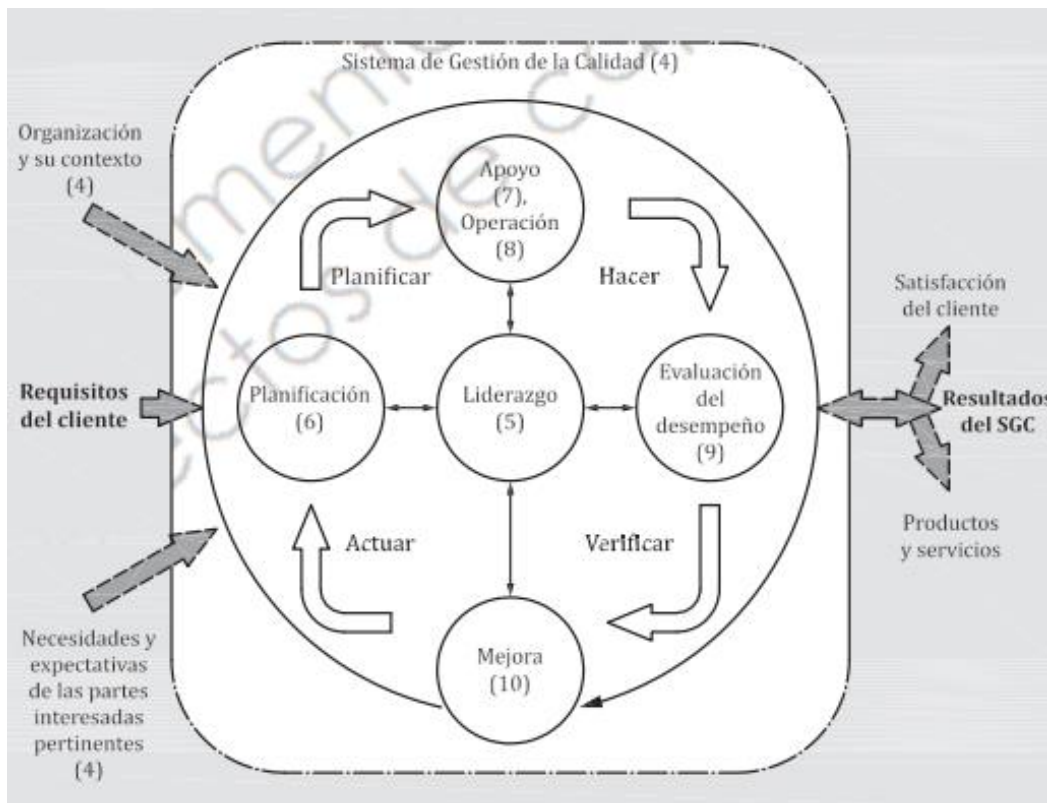 Sistema de Gestión de la Calidad (4)
Organización
y su contexto
(4)
Requisitos
del cliente
Necesidades y
expectativas
de las partes
interesadas
pertinentes
(4)
Apoyo
(7),
Operación
(8)
Planificar
Hacer
Planificación
(6)
Liderazgo
(5)
Evaluación
del
desempeño
(9)
Actuar
Verificar
Mejora
(10)
Satisfacción
del cliente
Resultados
del SGC
Productos
y servicios